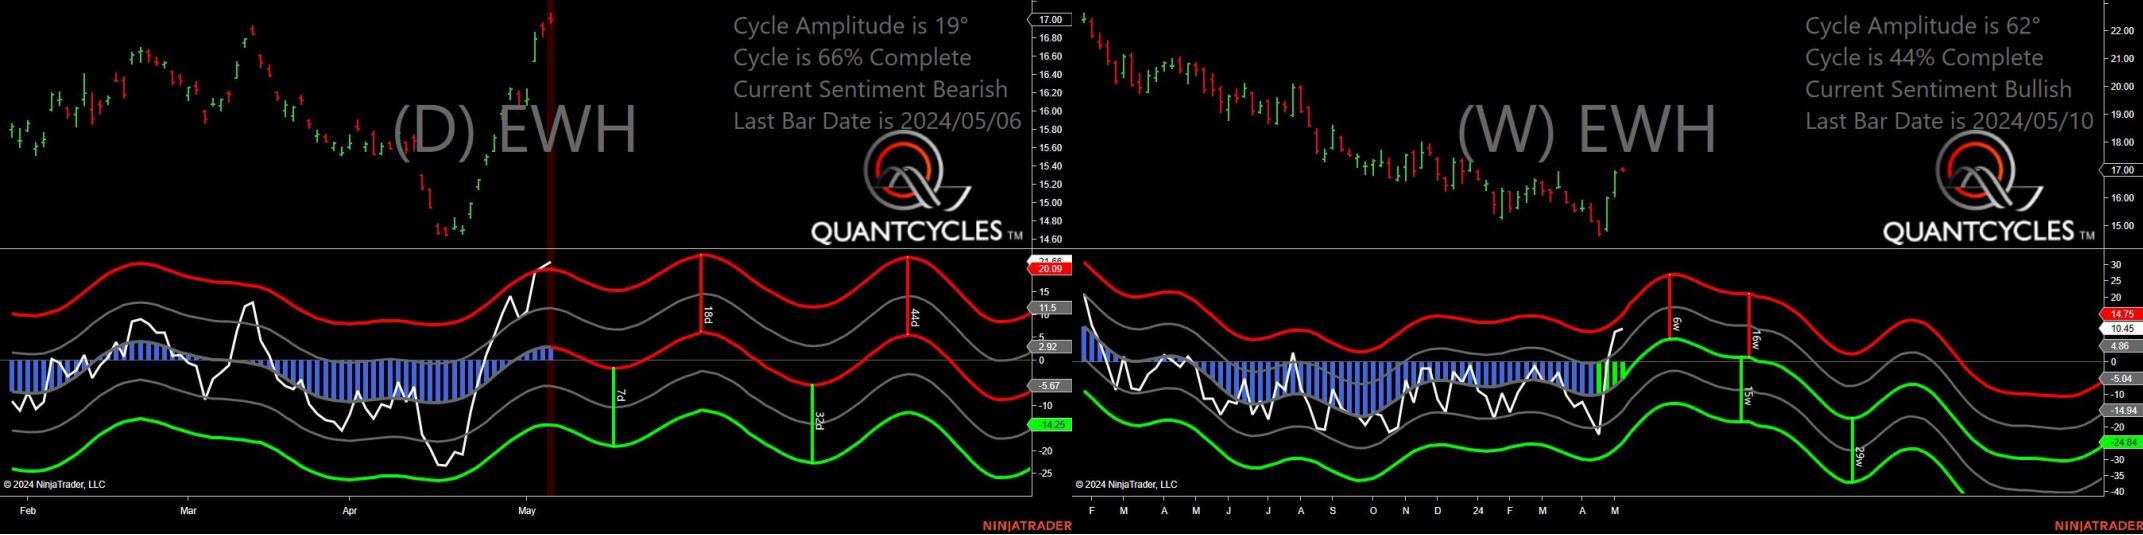 Cycle Amplitude is 19°
Cycle is 66% Complete
Current Sentiment Bearish
Last Bar Date is 2024/05/06
(D) EWH
QUANTCYCLES TM
17.00
16.80
16.60
16.40
16.20
16.00
15.80
15.60
15.40
15.20
15.00
14.80
14.60
20.09
15
11.5
10
5
2.92
0
-5.67
-10
-14.25
-20
-25
18d
44d
7d
32d
© 2024 NinjaTrader, LLC
Feb
Mar
Apr
May
NINJATRADER
Cycle Amplitude is 62°
Cycle is 44% Complete
Current Sentiment Bullish
Last Bar Date is 2024/05/10
(W) EWH
QUANTCYCLES TM
22.00
21.00
20.00
19.00
18.00
17.00
16.00
15.00
30
25
20
14.75
10.45
4.86
0
-5.04
-10
-14.94
-20
-24.84
-30
-35
-40
6w
16w
15w
29w
© 2024 NinjaTrader, LLC
F M A M J J A S O N D 24 F M A M
NINJATRADER